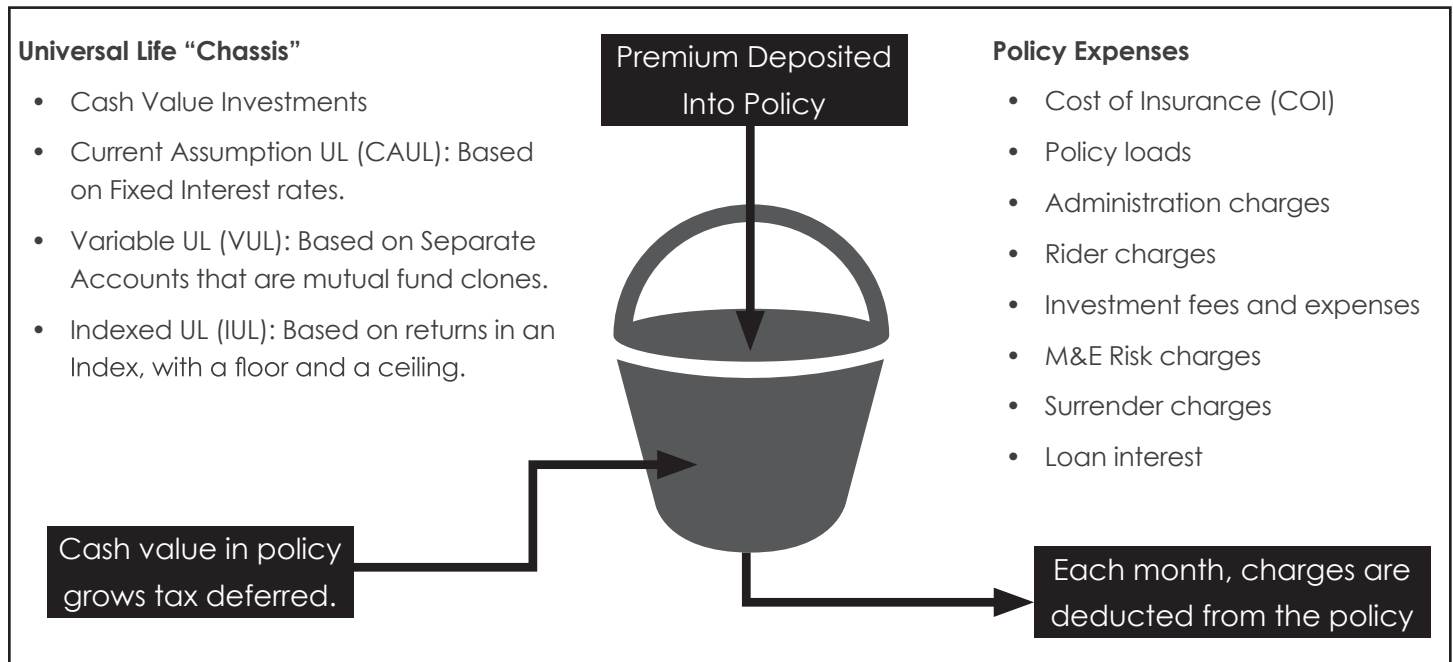 Universal Life “Chassis”
• Cash Value Investments
• Current Assumption UL (CAUL): Based
on Fixed Interest rates.
• Variable UL (VUL): Based on Separate
Accounts that are mutual fund clones.
• Indexed UL (IUL): Based on returns in an
Index, with a floor and a ceiling.
Premium Deposited
Into Policy
Policy Expenses
• Cost of Insurance (COI)
• Policy loads
• Administration charges
• Rider charges
• Investment fees and expenses
• M&E Risk charges
• Surrender charges
• Loan interest
Cash value in policy
grows tax deferred.
Each month, charges are
deducted from the policy